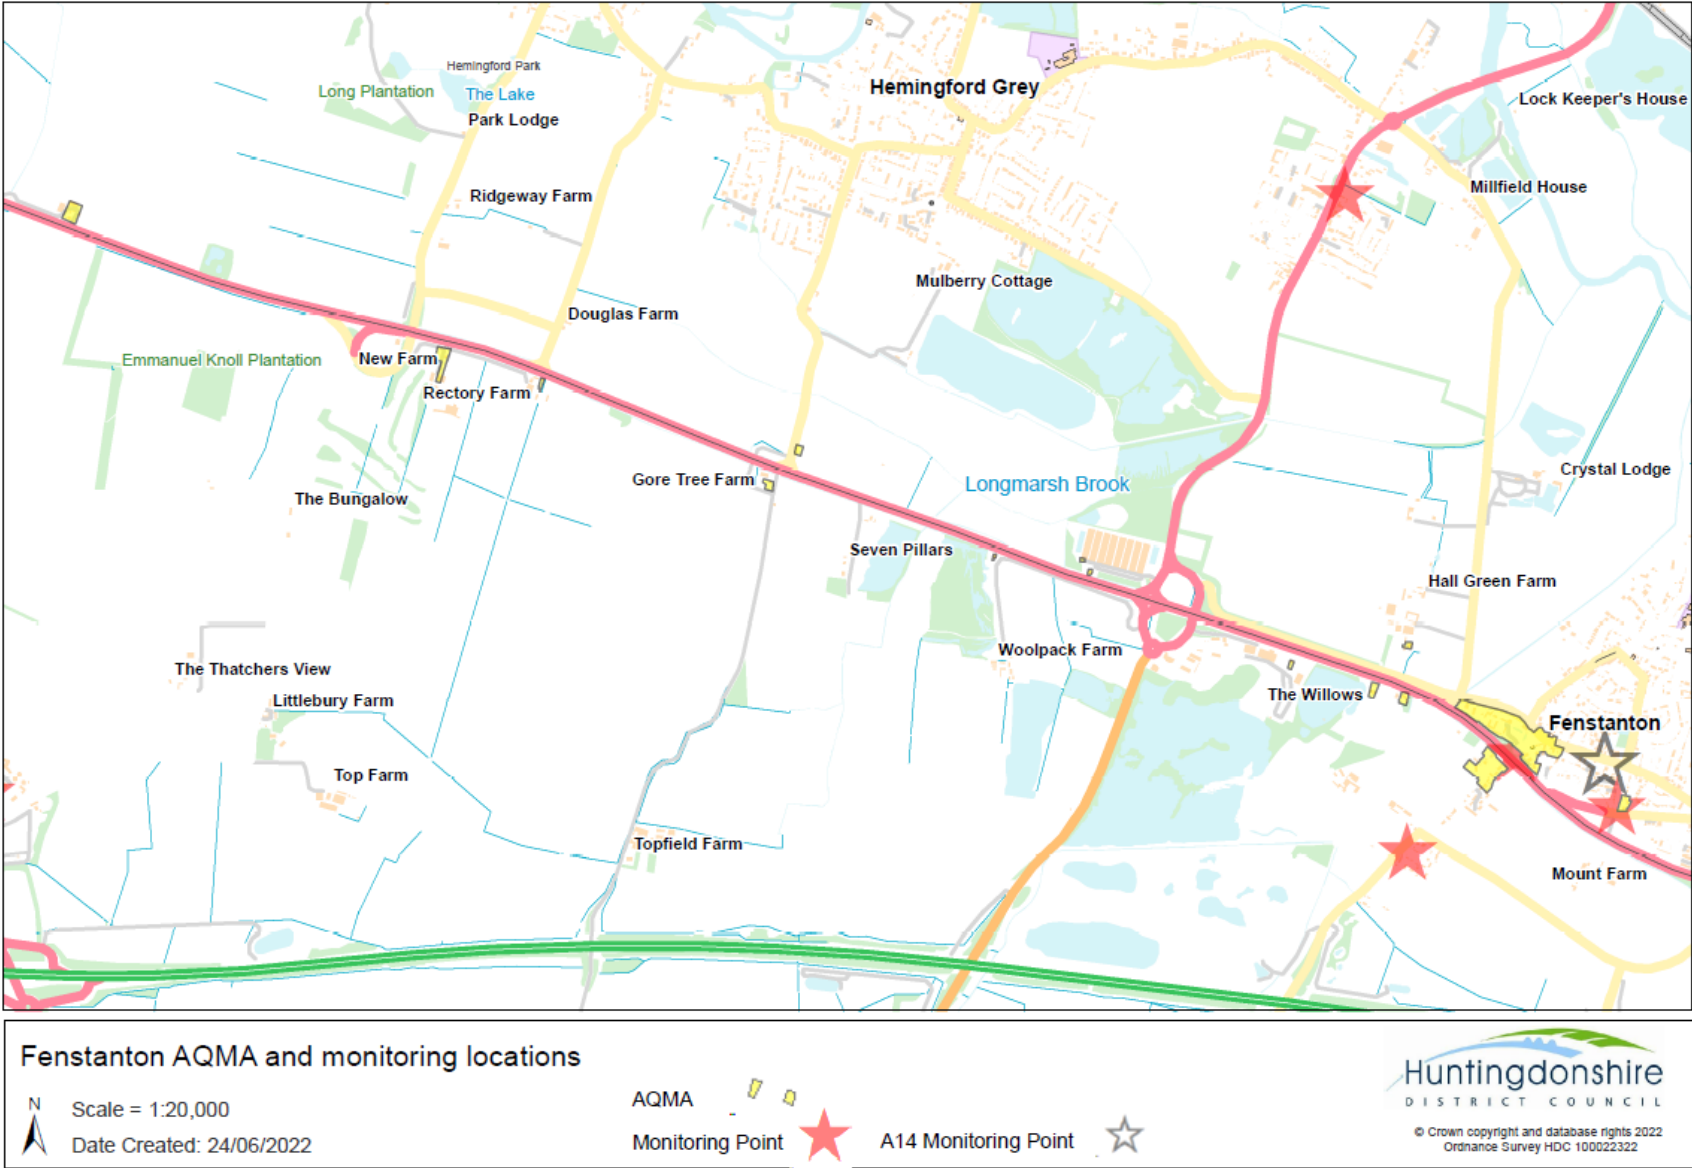 Hemingford Park
Long Plantation
The Lake
Park Lodge
Hemingford Grey
Lock Keeper's House
Ridgeway Farm
Millfield House
Mulberry Cottage
Douglas Farm
Emmanuel Knoll Plantation
New Farm
Rectory Farm
Gore Tree Farm
Longmarsh Brook
Crystal Lodge
The Bungalow
Seven Pillars
Hall Green Farm
Woolpack Farm
The Thatchers View
The Willows
Littlebury Farm
Fenstanton
Top Farm
Topfield Farm
Mount Farm
Fenstanton AQMA and monitoring locations
N
Scale = 1:20,000
Date Created: 24/06/2022
AQMA
Monitoring Point
A14 Monitoring Point
Huntingdonshire
DISTRICT COUNCIL
© Crown copyright and database rights 2022
Ordnance Survey HDC 100022322